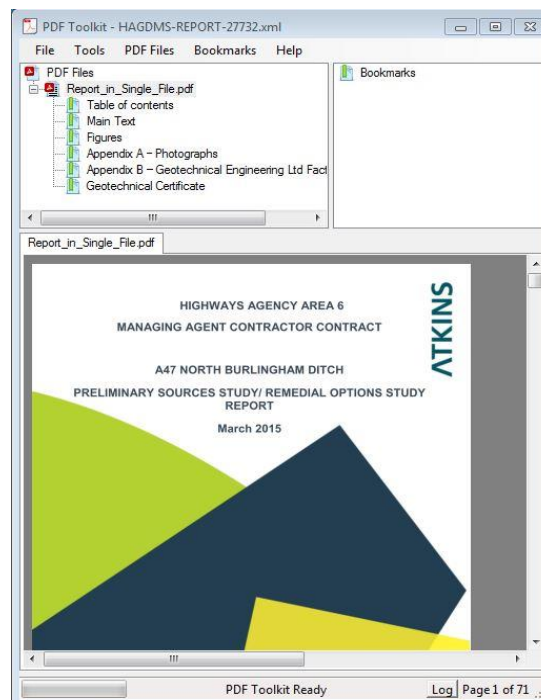 PDF Toolkit - HAGDMS-REPORT-27732.xml
File Tools PDF Files Bookmarks Help
PDF Files
Report_in_Single_File.pdf
Table of contents
Main Text
Figures
Appendix A – Photographs
Appendix B – Geotechnical Engineering Ltd Fact
Geotechnical Certificate
Bookmarks
Report_in_Single_File.pdf
ATKINS
HIGHWAYS AGENCY AREA 6
MANAGING AGENT CONTRACTOR CONTRACT
A47 NORTH BURLINGHAM DITCH
PRELIMINARY SOURCES STUDY/ REMEDIAL OPTIONS STUDY
REPORT
March 2015
PDF Toolkit Ready Log Page 1 of 71